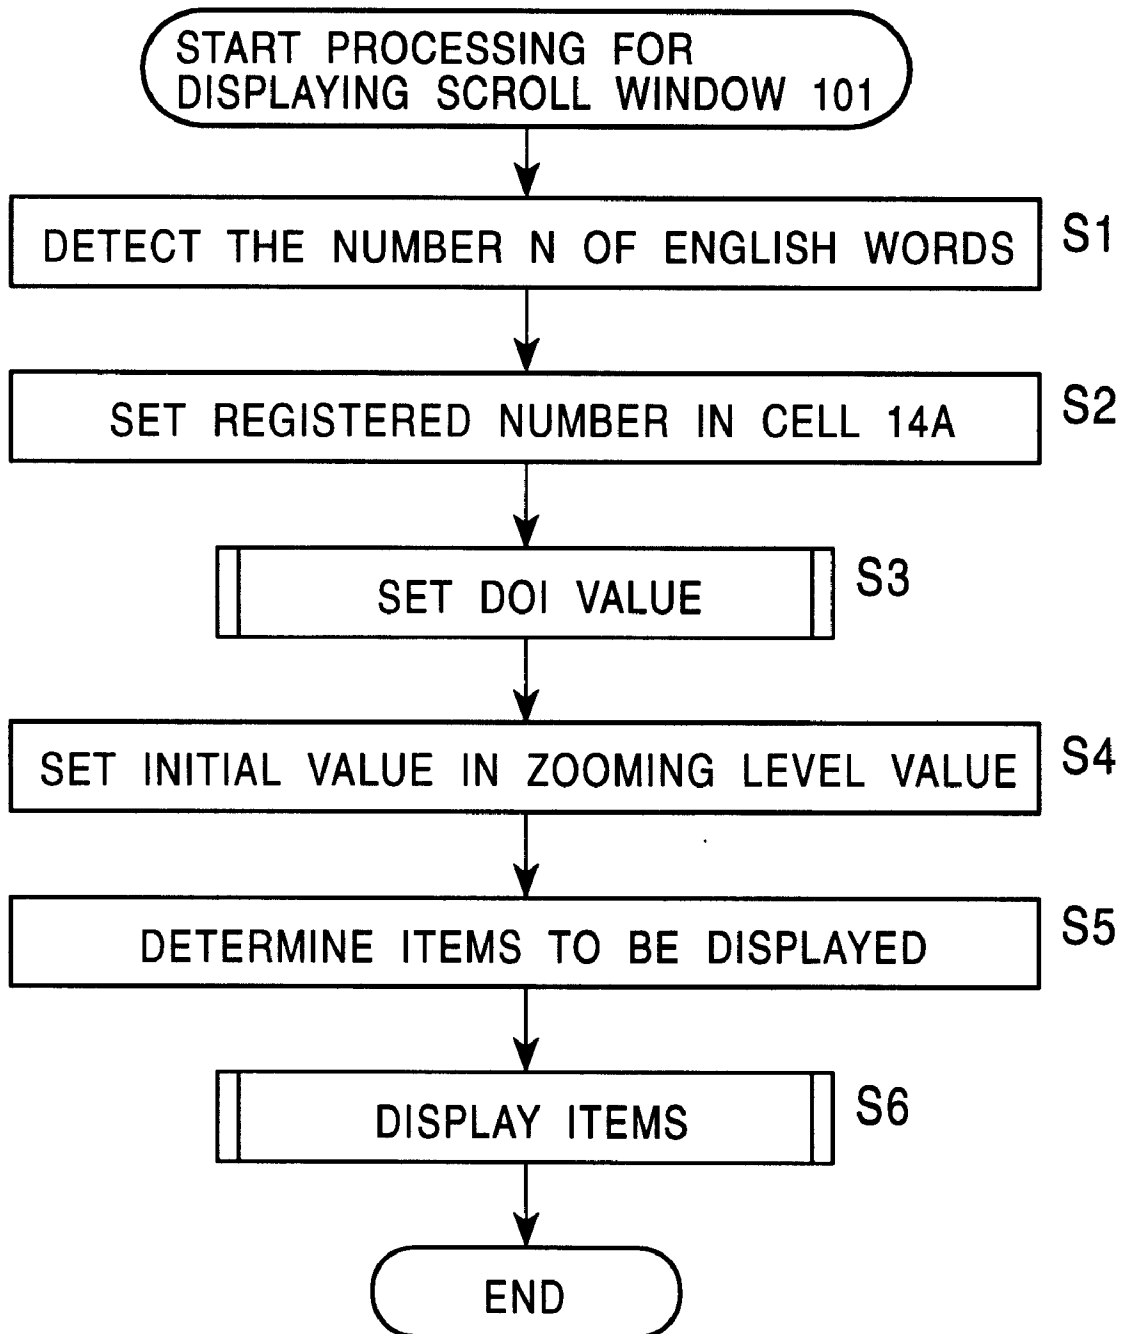 START PROCESSING FOR
DISPLAYING SCROLL WINDOW 101
DETECT THE NUMBER N OF ENGLISH WORDS
S1
SET REGISTERED NUMBER IN CELL 14A
S2
SET DOI VALUE
S3
SET INITIAL VALUE IN ZOOMING LEVEL VALUE
S4
DETERMINE ITEMS TO BE DISPLAYED
S5
DISPLAY ITEMS
S6
END